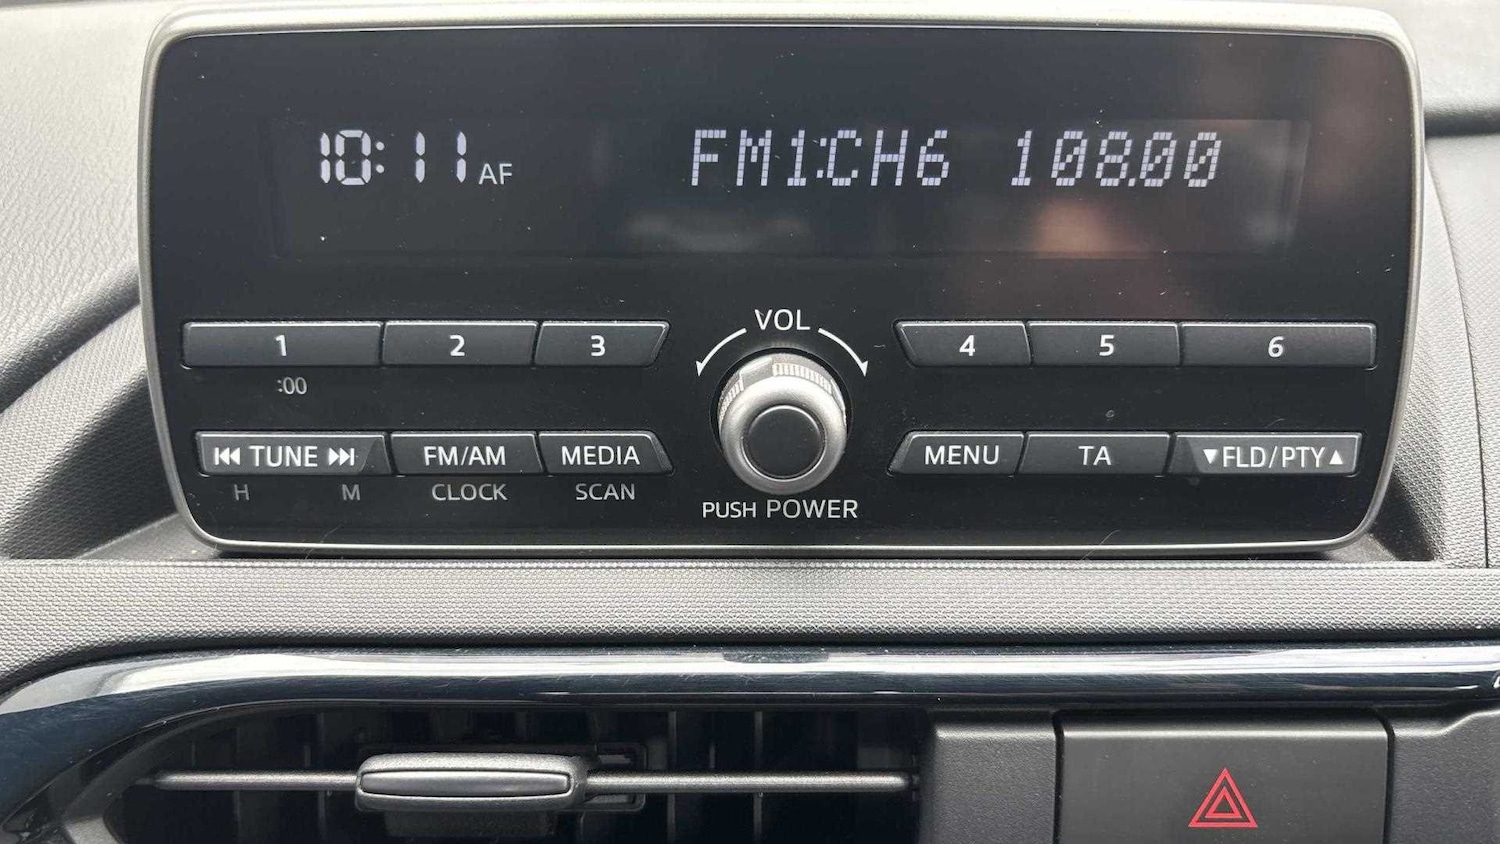 10:11 AF FM1:CH6 108.00
VOL
1 2 3 4 5 6
:00
⏮ TUNE ⏭ FM/AM MEDIA MENU TA ▼FLD/PTY▲
H M CLOCK SCAN
PUSH POWER